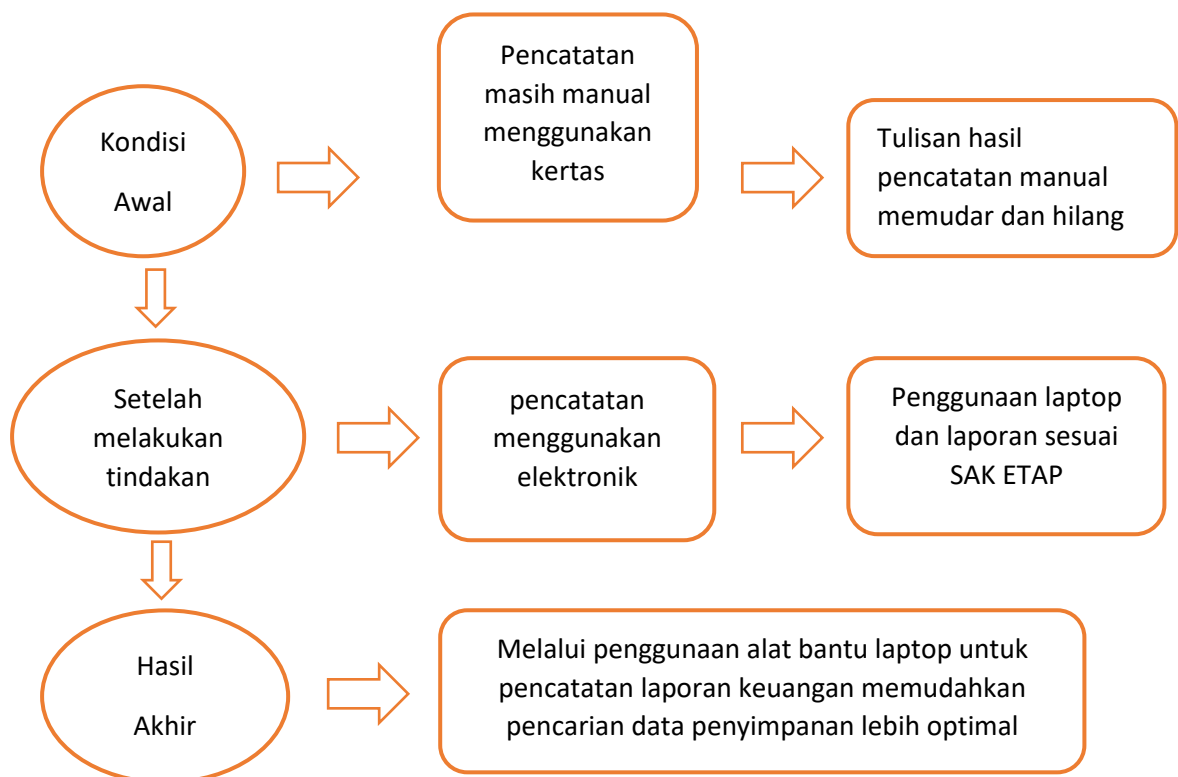 Kondisi
Awal
Pencatatan
masih manual
menggunakan
kertas
Tulisan hasil
pencatatan manual
memudar dan hilang
Setelah
melakukan
tindakan
pencatatan
menggunakan
elektronik
Penggunaan laptop
dan laporan sesuai
SAK ETAP
Hasil
Akhir
Melalui penggunaan alat bantu laptop untuk
pencatatan laporan keuangan memudahkan
pencarian data penyimpanan lebih optimal